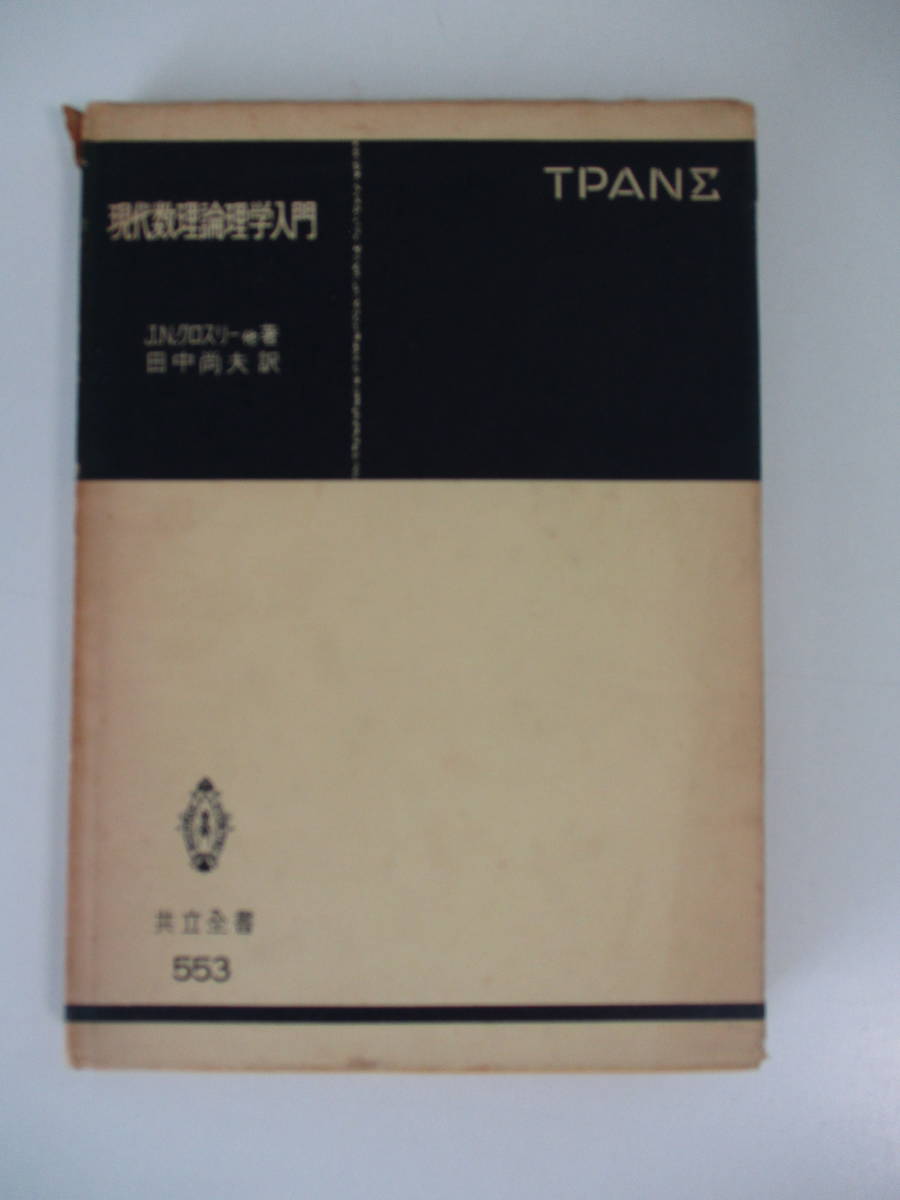 TPANΣ
現代数理論理学入門
J.N.クロスリー他著
田中尚夫訳
共立全書
553